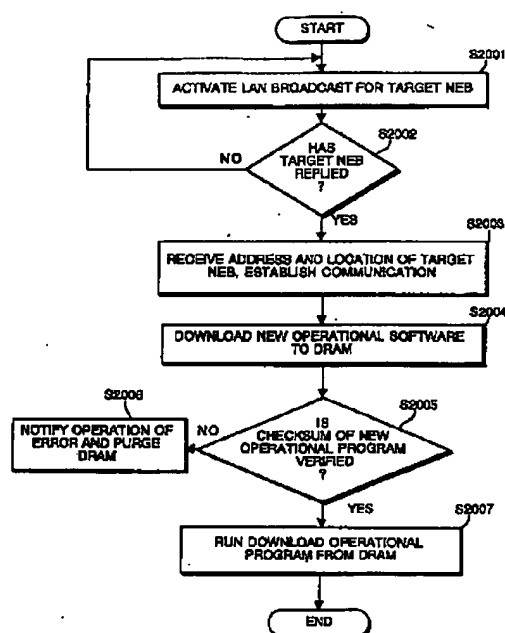 START
S2001
ACTIVATE LAN BROADCAST FOR TARGET NEB
S2002
HAS
TARGET NEB
REPLIED
?
NO
YES
S2003
RECEIVE ADDRESS AND LOCATION OF TARGET
NEB, ESTABLISH COMMUNICATION
S2004
DOWNLOAD NEW OPERATIONAL SOFTWARE
TO DRAM
S2006
NOTIFY OPERATION OF
ERROR AND PURGE
DRAM
NO
S2005
IS
CHECKSUM OF NEW
OPERATIONAL PROGRAM
VERIFIED
?
YES
S2007
RUN DOWNLOAD OPERATIONAL
PROGRAM FROM DRAM
END